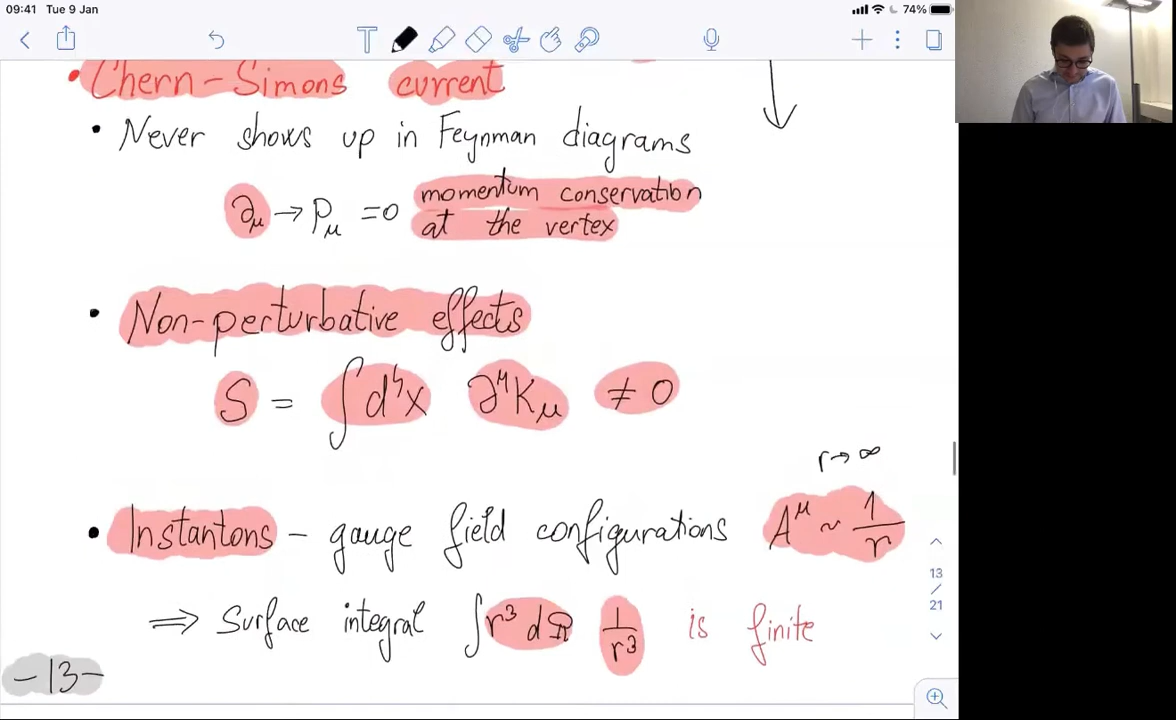 09:41 Tue 9 Jan
74%
• Chern-Simons current
• Never shows up in Feynman diagrams
∂μ → Pμ = 0 momentum conservation
at the vertex
• Non-perturbative effects
S = ∫ d⁴x ∂^μ Kμ ≠ 0
r → ∞
• Instantons – gauge field configurations A^μ ~ 1/r
⇒ Surface integral ∫ r³ dΩ 1/r³ is finite
13
/
21
-13-